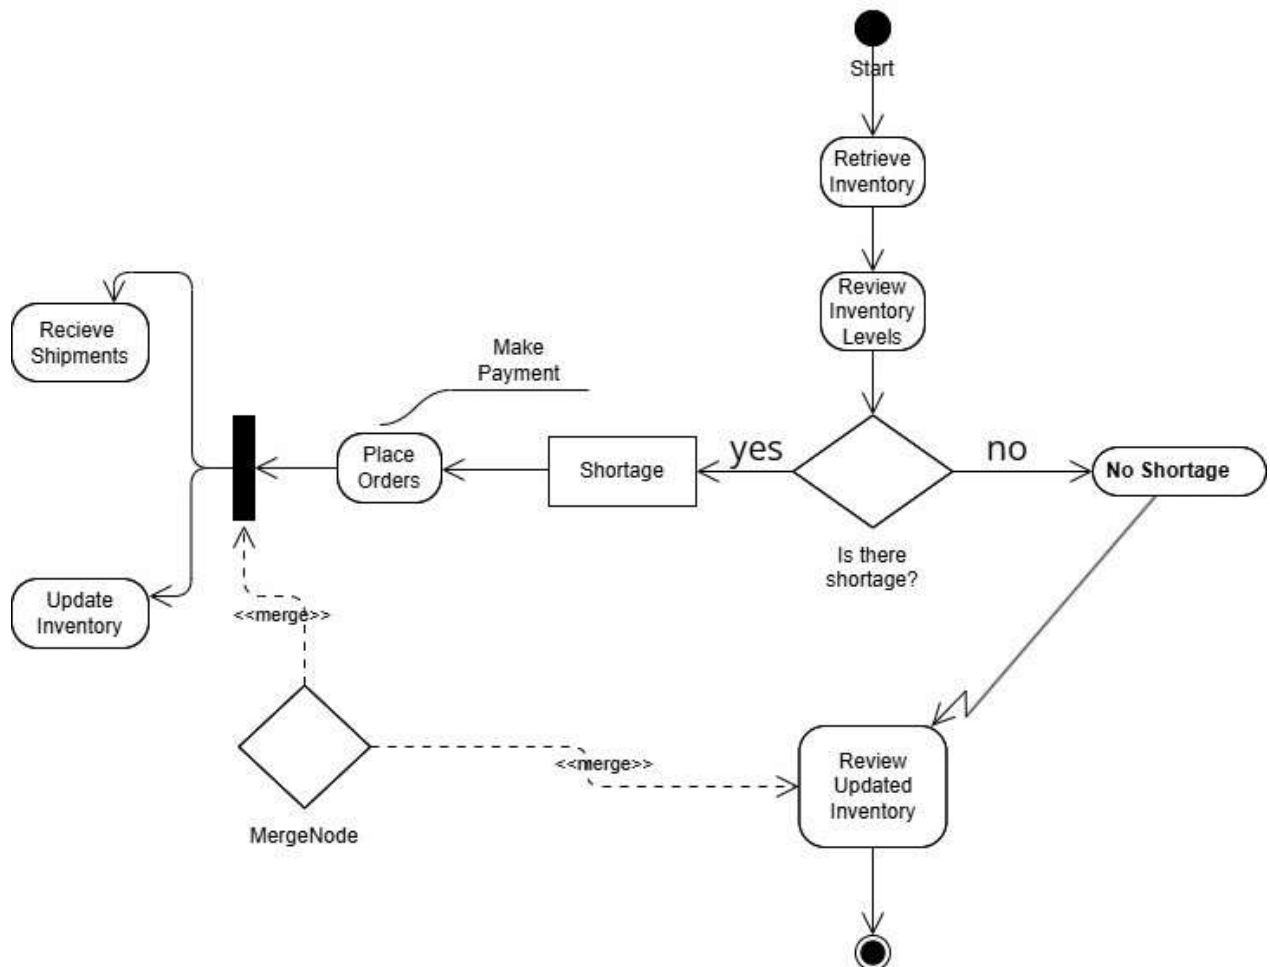 Start
Retrieve
Inventory
Review
Inventory
Levels
Recieve
Shipments
Make
Payment
Place
Orders
Shortage
yes
no
No Shortage
Is there
shortage?
Update
Inventory
<<merge>>
<<merge>>
MergeNode
Review
Updated
Inventory